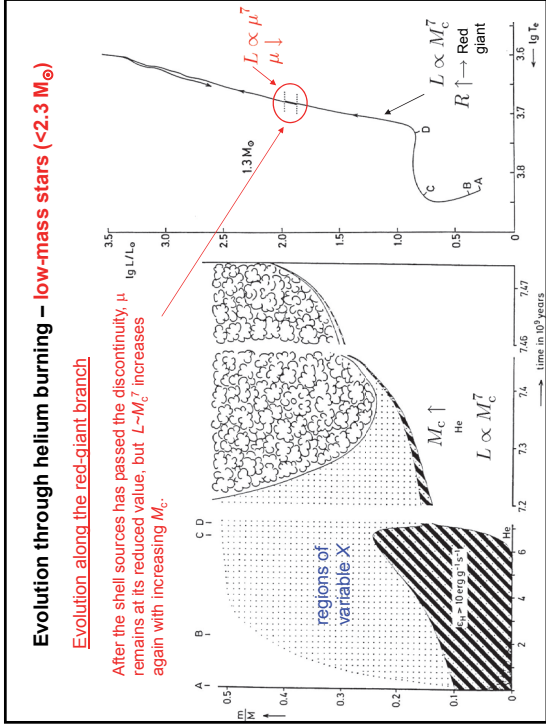 Evolution through helium burning – low-mass stars (<2.3 M⊙)
Evolution along the red-giant branch
After the shell sources has passed the discontinuity, μ
remains at its reduced value, but L~Mc⁷ increases
again with increasing Mc.
A
B
C D
m/M
0.5
0.4
0.3
0.2
0.1
regions of
variable X
εH > 10 erg g⁻¹ s⁻¹
He
2
4
6
7.2
7.3
7.4
7.46
7.47
→ time in 10⁹ years
Mc ↑
He
L ∝ Mc⁷
lg L/L⊙
3.5
3.0
2.5
2.0
1.5
1.0
0.5
0
1.3 M⊙
L ∝ μ⁷
μ ↓
L ∝ Mc⁷
R ↑→ Red
giant
A
B
C
D
3.8
3.7
3.6
← lg Te